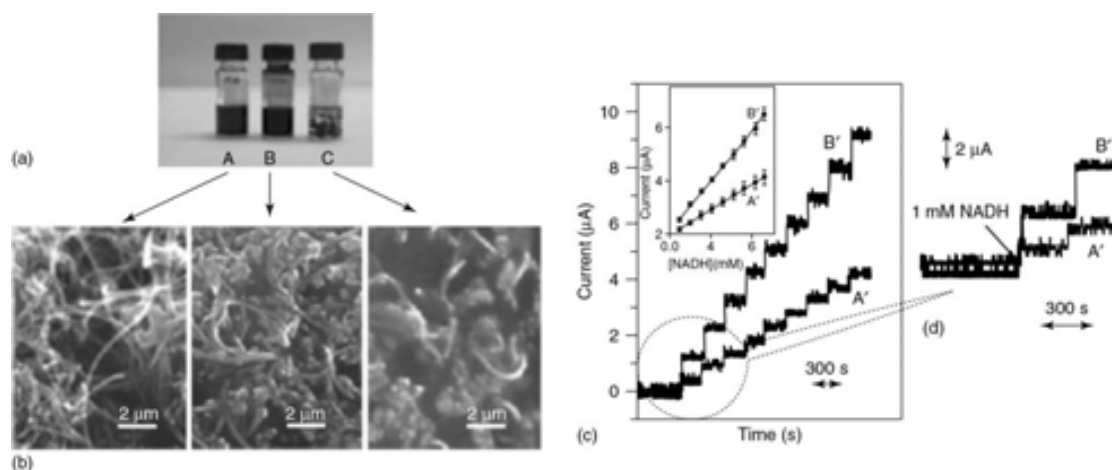 A B C
(a)
2 μm
2 μm
2 μm
(b)
Current (μA)
10
8
6
4
2
0
Current (μA)
6
4
2
B′
A′
0 4 6
[NADH](mM)
B′
A′
300 s
(c)
Time (s)
2 μA
B′
1 mM NADH
A′
300 s
(d)